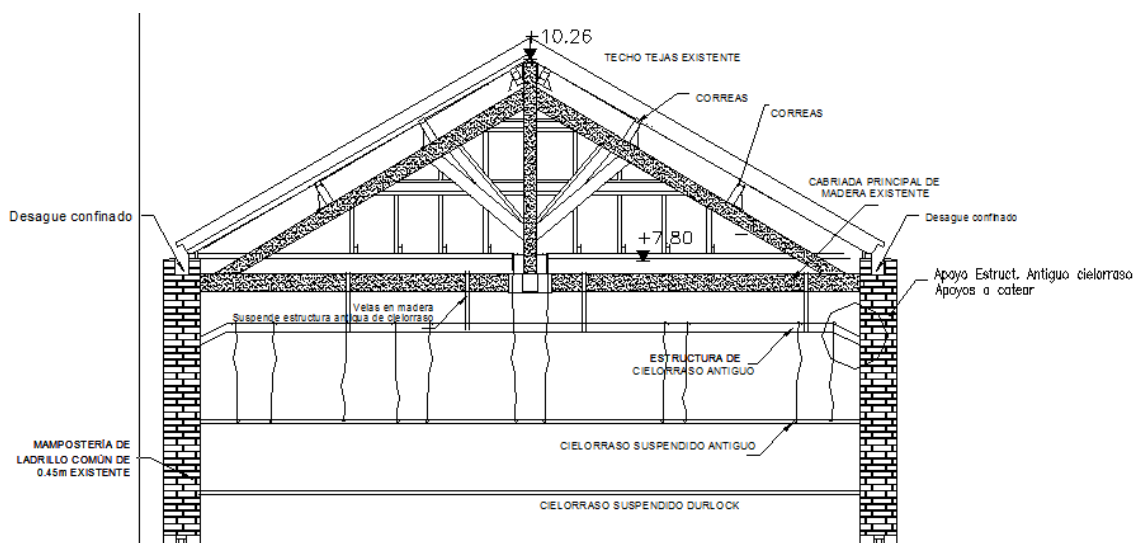 +10.26
TECHO TEJAS EXISTENTE
CORREAS
CORREAS
CABRIADA PRINCIPAL DE
MADERA EXISTENTE
Desague confinado
Desague confinado
+7.80
Apoyo Estruct. Antiguo cielorraso
Apoyos a catear
Velas en madera
Suspende estructura antigua de cielorraso
ESTRUCTURA DE
CIELORRASO ANTIGUO
MAMPOSTERÍA DE
LADRILLO COMÚN DE
0.45m EXISTENTE
CIELORRASO SUSPENDIDO ANTIGUO
CIELORRASO SUSPENDIDO DURLOCK